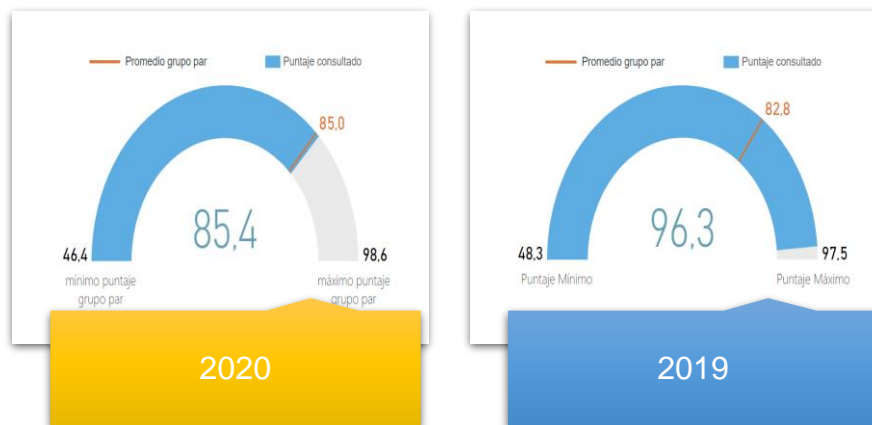 Promedio grupo par
Puntaje consultado
85,0
85,4
46,4
98,6
mínimo puntaje
grupo par
máximo puntaje
grupo par
2020
Promedio grupo par
Puntaje consultado
82,8
96,3
48,3
97,5
Puntaje Mínimo
Puntaje Máximo
2019